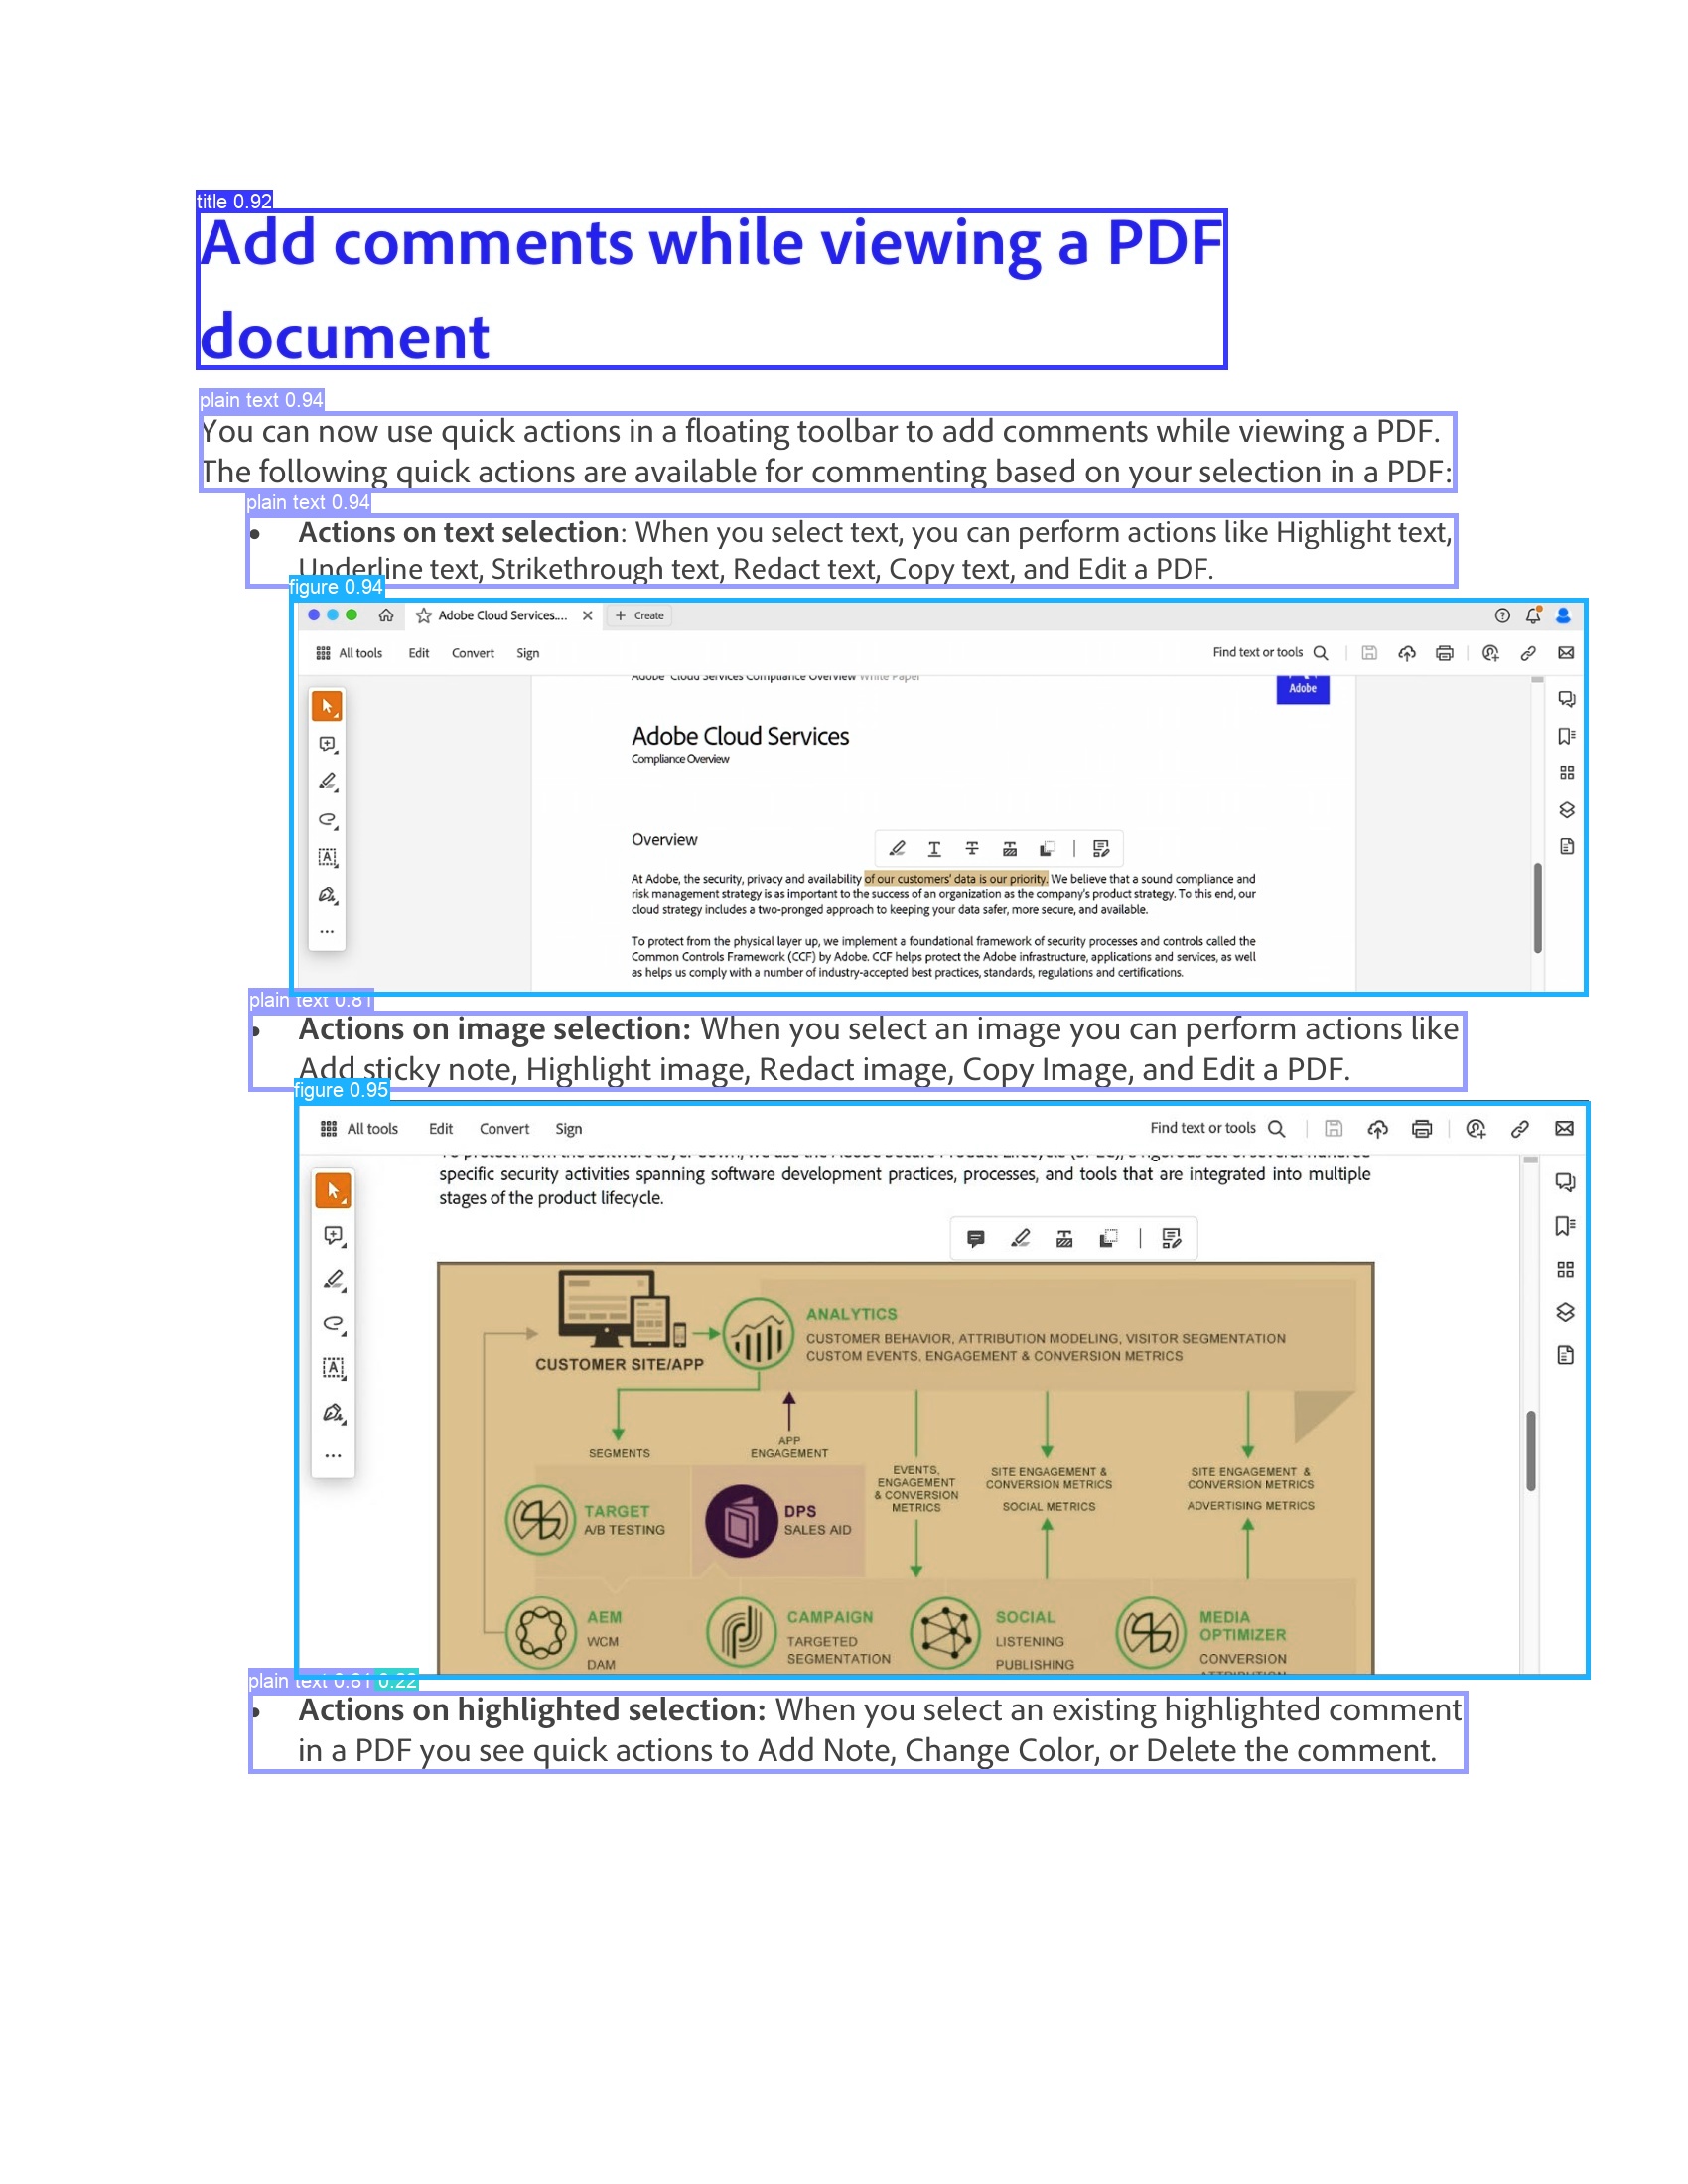 title 0.92
Add comments while viewing a PDF
document
plain text 0.94
You can now use quick actions in a floating toolbar to add comments while viewing a PDF.
The following quick actions are available for commenting based on your selection in a PDF:
plain text 0.94
• Actions on text selection: When you select text, you can perform actions like Highlight text,
Underline text, Strikethrough text, Redact text, Copy text, and Edit a PDF.
figure 0.94
Adobe Cloud Services.... + Create
All tools Edit Convert Sign Find text or tools
Adobe Cloud Services Compliance Overview White Paper
Adobe
Adobe Cloud Services
Compliance Overview
Overview
At Adobe, the security, privacy and availability of our customers' data is our priority. We believe that a sound compliance and
risk management strategy is as important to the success of an organization as the company's product strategy. To this end, our
cloud strategy includes a two-pronged approach to keeping your data safer, more secure, and available.
To protect from the physical layer up, we implement a foundational framework of security processes and controls called the
Common Controls Framework (CCF) by Adobe. CCF helps protect the Adobe infrastructure, applications and services, as well
as helps us comply with a number of industry-accepted best practices, standards, regulations and certifications.
plain text 0.81
• Actions on image selection: When you select an image you can perform actions like
Add sticky note, Highlight image, Redact image, Copy Image, and Edit a PDF.
figure 0.95
All tools Edit Convert Sign Find text or tools
specific security activities spanning software development practices, processes, and tools that are integrated into multiple
stages of the product lifecycle.
ANALYTICS
CUSTOMER BEHAVIOR, ATTRIBUTION MODELING, VISITOR SEGMENTATION
CUSTOM EVENTS, ENGAGEMENT & CONVERSION METRICS
CUSTOMER SITE/APP
SEGMENTS
APP
ENGAGEMENT
EVENTS,
ENGAGEMENT
& CONVERSION
METRICS
SITE ENGAGEMENT &
CONVERSION METRICS
SOCIAL METRICS
SITE ENGAGEMENT &
CONVERSION METRICS
ADVERTISING METRICS
TARGET
A/B TESTING
DPS
SALES AID
AEM
WCM
DAM
CAMPAIGN
TARGETED
SEGMENTATION
SOCIAL
LISTENING
PUBLISHING
MEDIA
OPTIMIZER
CONVERSION
plain text 0.81 0.22
• Actions on highlighted selection: When you select an existing highlighted comment
in a PDF you see quick actions to Add Note, Change Color, or Delete the comment.